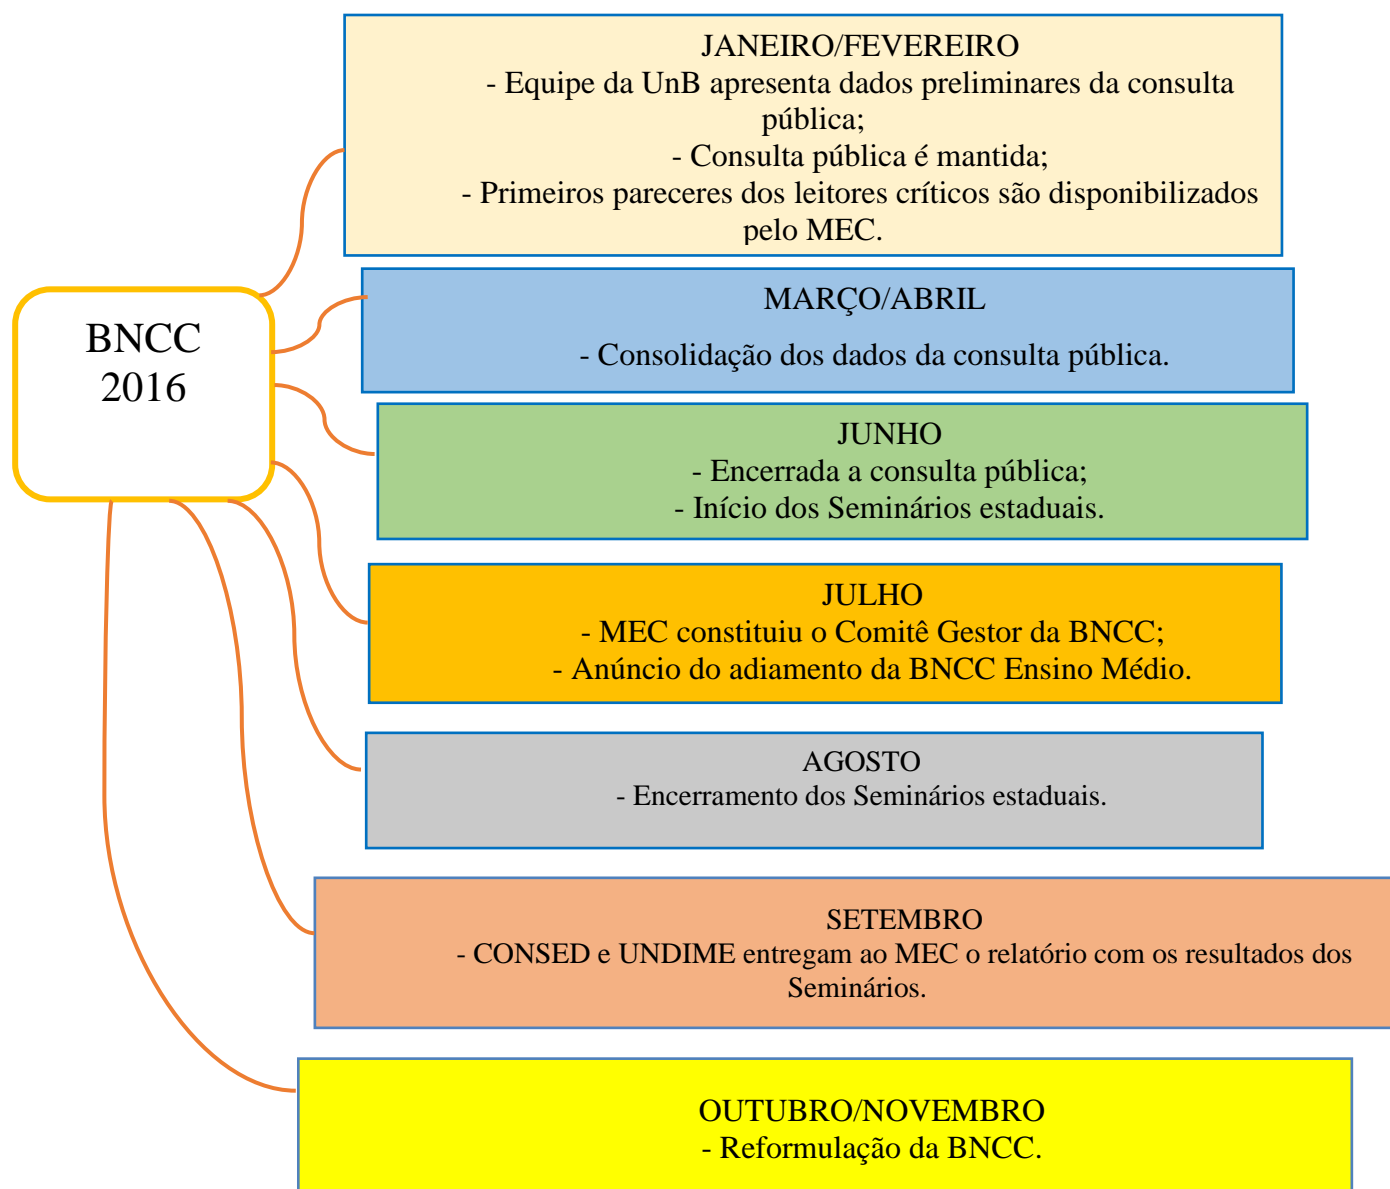 JANEIRO/FEVEREIRO
- Equipe da UnB apresenta dados preliminares da consulta
pública;
- Consulta pública é mantida;
- Primeiros pareceres dos leitores críticos são disponibilizados
pelo MEC.
BNCC
2016
MARÇO/ABRIL
- Consolidação dos dados da consulta pública.
JUNHO
- Encerrada a consulta pública;
- Início dos Seminários estaduais.
JULHO
- MEC constituiu o Comitê Gestor da BNCC;
- Anúncio do adiamento da BNCC Ensino Médio.
AGOSTO
- Encerramento dos Seminários estaduais.
SETEMBRO
- CONSED e UNDIME entregam ao MEC o relatório com os resultados dos
Seminários.
OUTUBRO/NOVEMBRO
- Reformulação da BNCC.